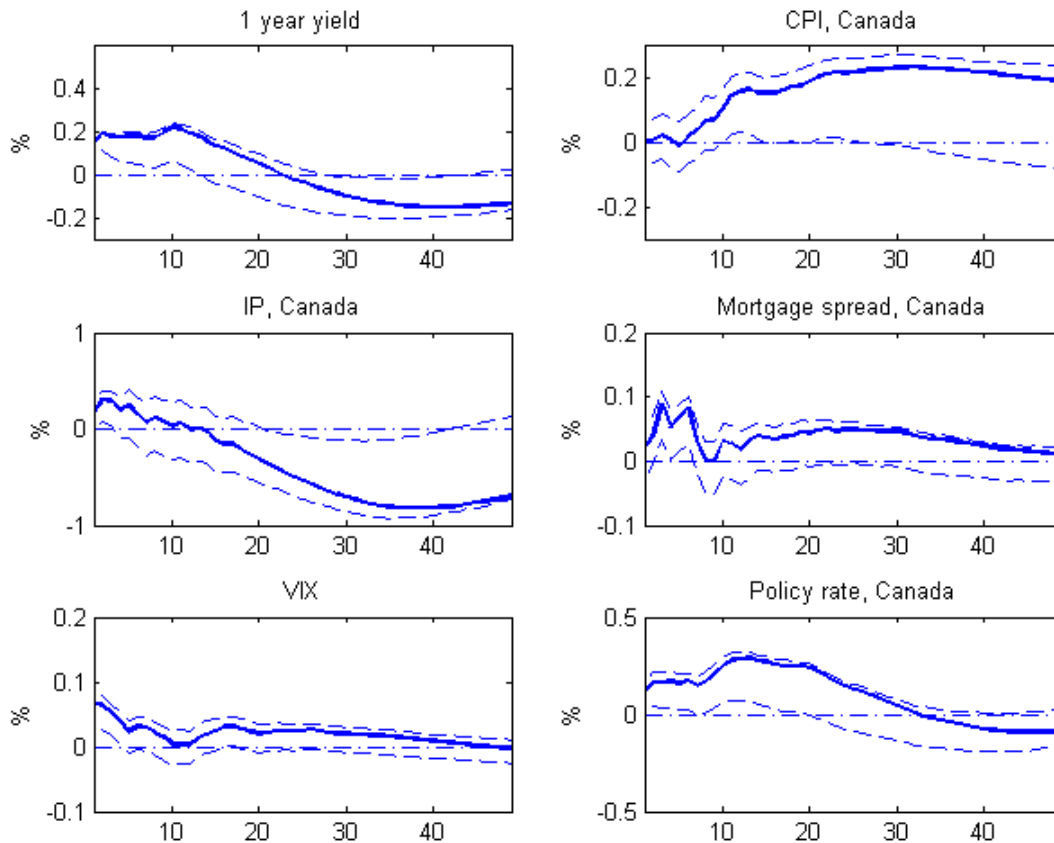 1 year yield
CPI, Canada
%
0.4
0.2
0
-0.2
10 20 30 40
%
0.2
0
-0.2
10 20 30 40
IP, Canada
Mortgage spread, Canada
%
1
0
-1
10 20 30 40
%
0.2
0.1
0
-0.1
10 20 30 40
VIX
Policy rate, Canada
%
0.2
0.1
0
-0.1
10 20 30 40
%
0.5
0
-0.5
10 20 30 40